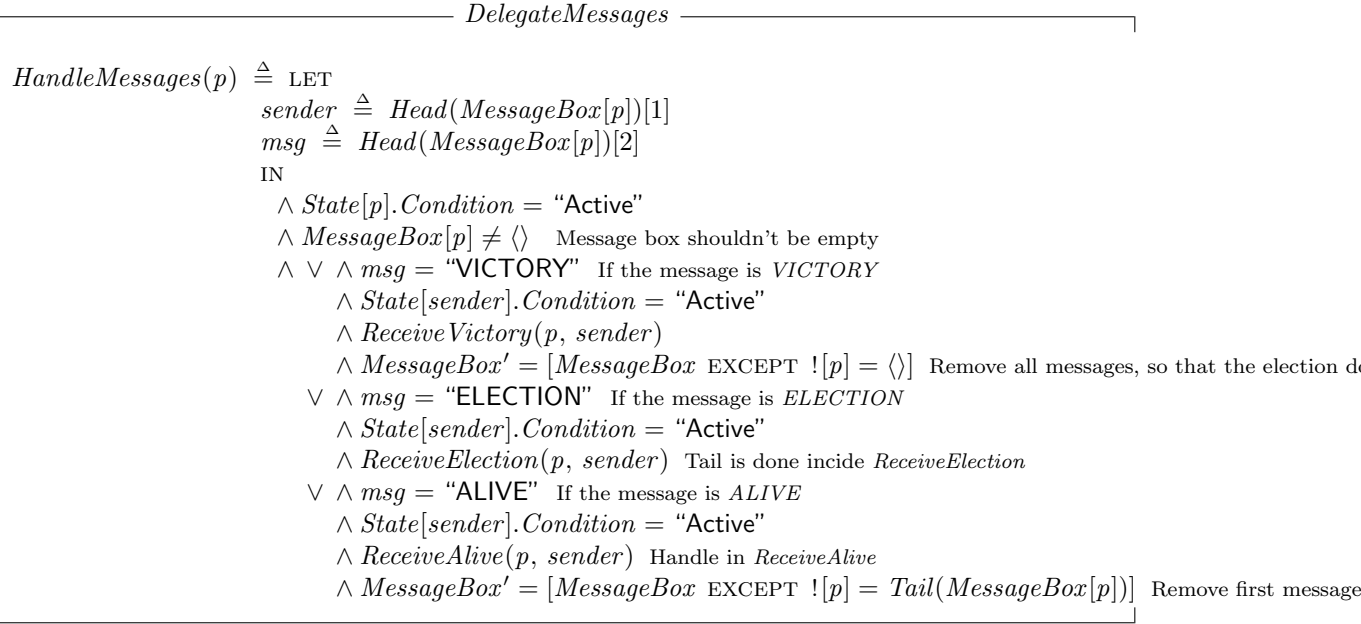 DelegateMessages
HandleMessages(p) ≜ LET
sender ≜ Head(MessageBox[p])[1]
msg ≜ Head(MessageBox[p])[2]
IN
∧ State[p].Condition = “Active”
∧ MessageBox[p] ≠ ⟨⟩ Message box shouldn't be empty
∧ ∨ ∧ msg = “VICTORY” If the message is VICTORY
∧ State[sender].Condition = “Active”
∧ ReceiveVictory(p, sender)
∧ MessageBox′ = [MessageBox EXCEPT ![p] = ⟨⟩] Remove all messages, so that the election
∨ ∧ msg = “ELECTION” If the message is ELECTION
∧ State[sender].Condition = “Active”
∧ ReceiveElection(p, sender) Tail is done incide ReceiveElection
∨ ∧ msg = “ALIVE” If the message is ALIVE
∧ State[sender].Condition = “Active”
∧ ReceiveAlive(p, sender) Handle in ReceiveAlive
∧ MessageBox′ = [MessageBox EXCEPT ![p] = Tail(MessageBox[p])] Remove first message